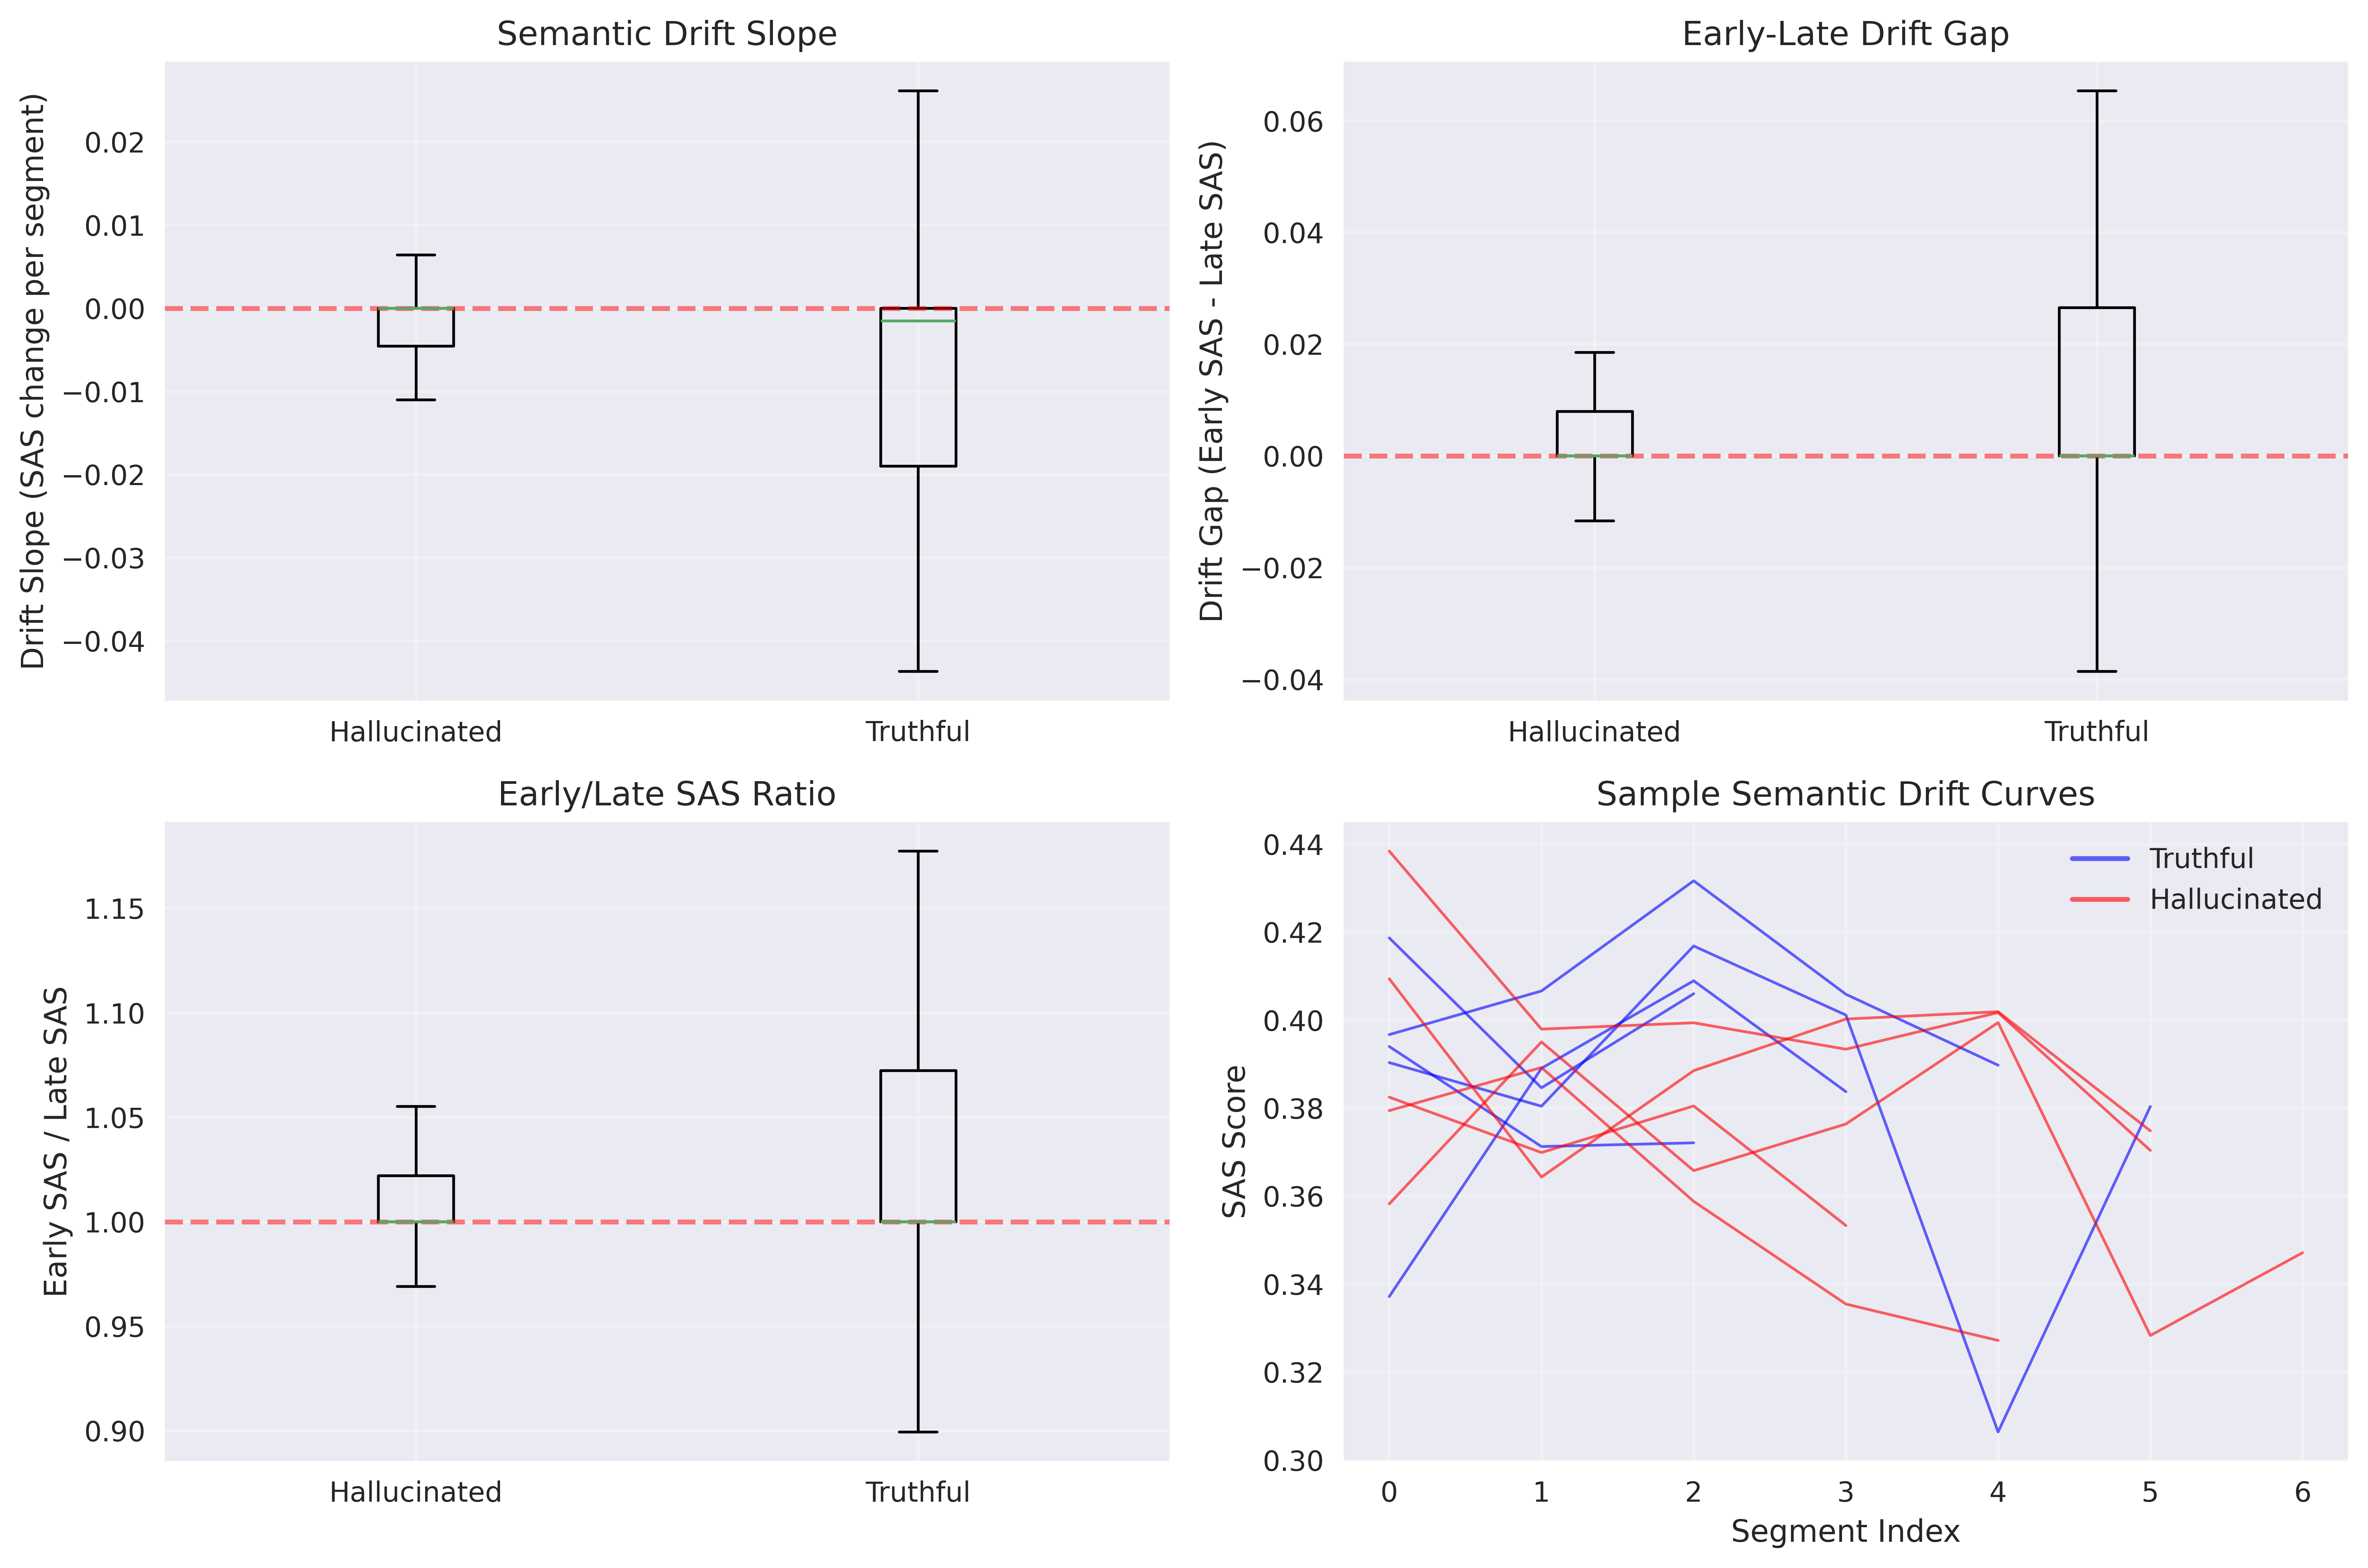 Semantic Drift Slope
Drift Slope (SAS change per segment)
0.02
0.01
0.00
−0.01
−0.02
−0.03
−0.04
Hallucinated
Truthful
Early-Late Drift Gap
Drift Gap (Early SAS - Late SAS)
0.06
0.04
0.02
0.00
−0.02
−0.04
Hallucinated
Truthful
Early/Late SAS Ratio
Early SAS / Late SAS
1.15
1.10
1.05
1.00
0.95
0.90
Hallucinated
Truthful
Sample Semantic Drift Curves
SAS Score
0.44
0.42
0.40
0.38
0.36
0.34
0.32
0.30
Truthful
Hallucinated
0 1 2 3 4 5 6
Segment Index